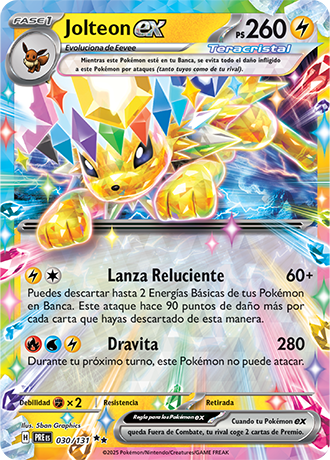 FASE 1
Jolteon ex
PS 260
Evoluciona de Eevee
Teracristal
Mientras este Pokémon esté en tu Banca, se evita todo el daño infligido
a este Pokémon por ataques (tanto tuyos como de tu rival).
Lanza Reluciente 60+
Puedes descartar hasta 2 Energías Básicas de tus Pokémon
en Banca. Este ataque hace 90 puntos de daño más por
cada carta que hayas descartado de esta manera.
Dravita 280
Durante tu próximo turno, este Pokémon no puede atacar.
Debilidad ×2 Resistencia Retirada
Ilus. 5ban Graphics
Regla para los Pokémon ex
Cuando tu Pokémon ex
queda Fuera de Combate, tu rival coge 2 cartas de Premio.
H PRE ES 030/131
©2025 Pokémon/Nintendo/Creatures/GAME FREAK